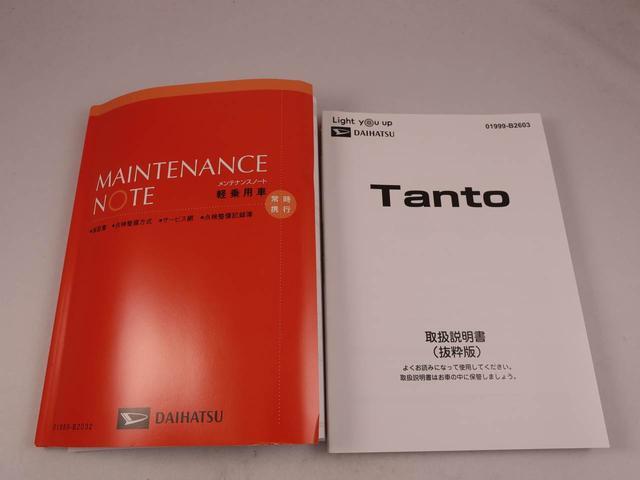 MAINTENANCE
NOTE
メンテナンスノート
軽乗用車
常時
携行
•保証書 •点検整備方式 •サービス網 •点検整備記録簿
DAIHATSU
01999-B2032
Light you up
DAIHATSU
01999-B2603
Tanto
取扱説明書
(抜粋版)
よくお読みになって使用してください。
取扱説明書はお車の中に保管しましょう。